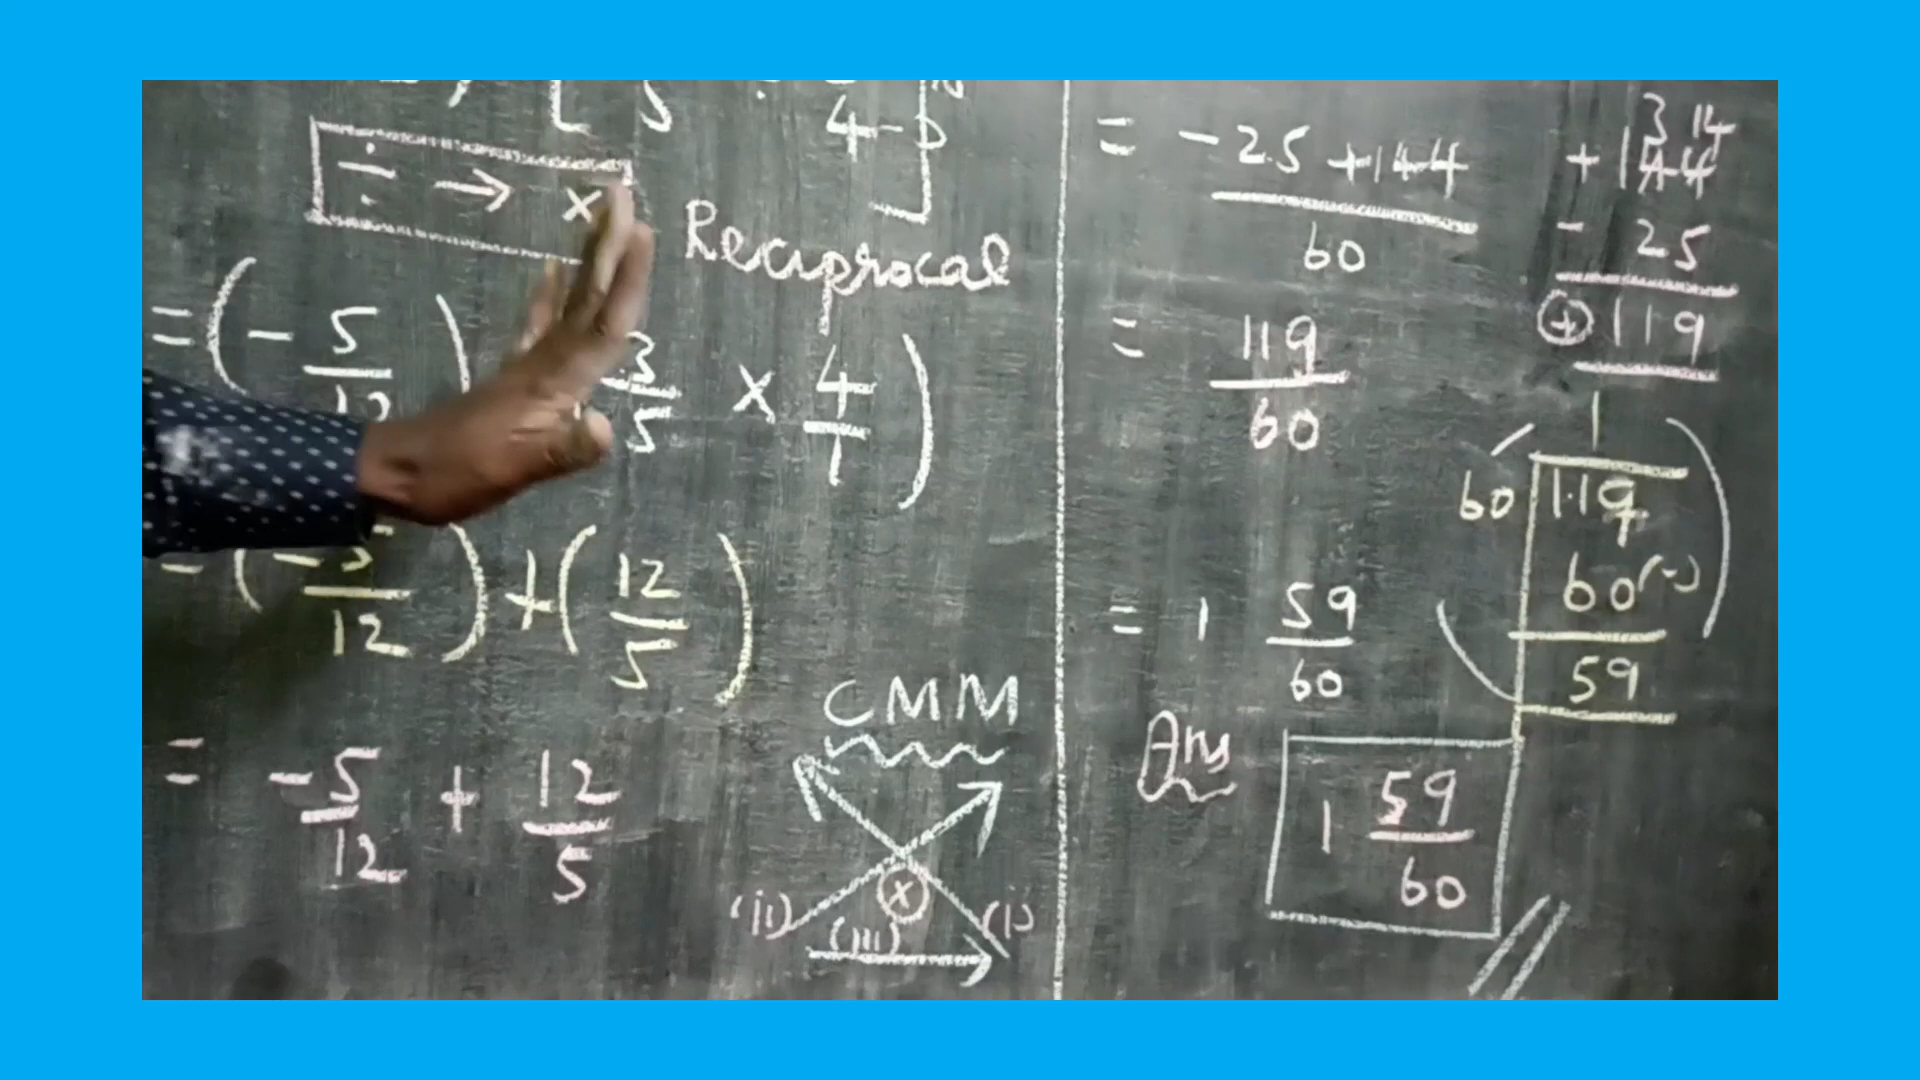 ÷ → ×
Reciprocal
= (- 5/12) 3/5 × 4/1)
(-5/12) + (12/5)
= -5/12 + 12/5
CMM
(ii) × (i)
(iii)
= -25 + 144 / 60
= 119/60
= 1 59/60
Ans 1 59/60
3 14
+ 144
- 25
+ 119
1
60 119
60 (-)
59